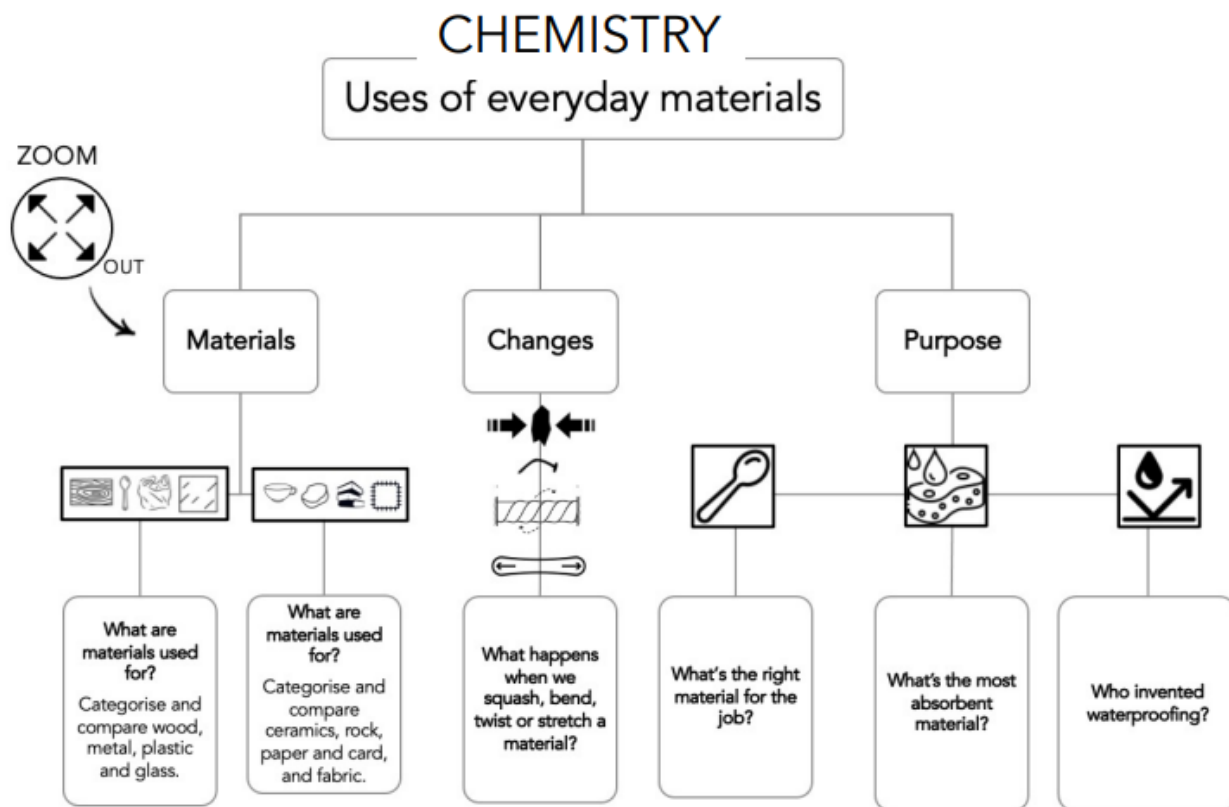 CHEMISTRY
Uses of everyday materials
ZOOM
OUT
Materials
Changes
Purpose
What are
materials used
for?
Categorise and
compare wood,
metal, plastic
and glass.
What are
materials used
for?
Categorise and
compare
ceramics, rock,
paper and card,
and fabric.
What happens
when we
squash, bend,
twist or stretch a
material?
What's the right
material for the
job?
What's the most
absorbent
material?
Who invented
waterproofing?